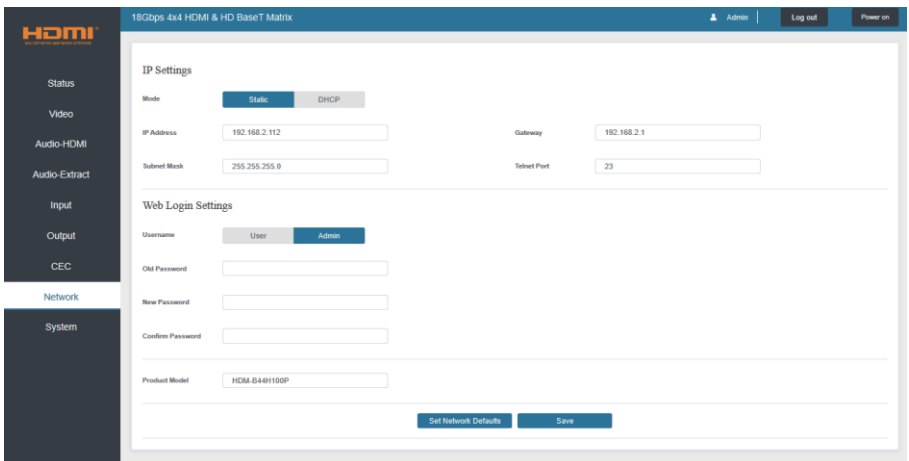 HDMI
18Gbps 4x4 HDMI & HD BaseT Matrix
Admin
Log out
Power on
Status
Video
Audio-HDMI
Audio-Extract
Input
Output
CEC
Network
System
IP Settings
Mode Static DHCP
IP Address 192.168.2.112 Gateway 192.168.2.1
Subnet Mask 255.255.255.0 Telnet Port 23
Web Login Settings
Username User Admin
Old Password
New Password
Confirm Password
Product Model HDM-B44H100P
Set Network Defaults Save